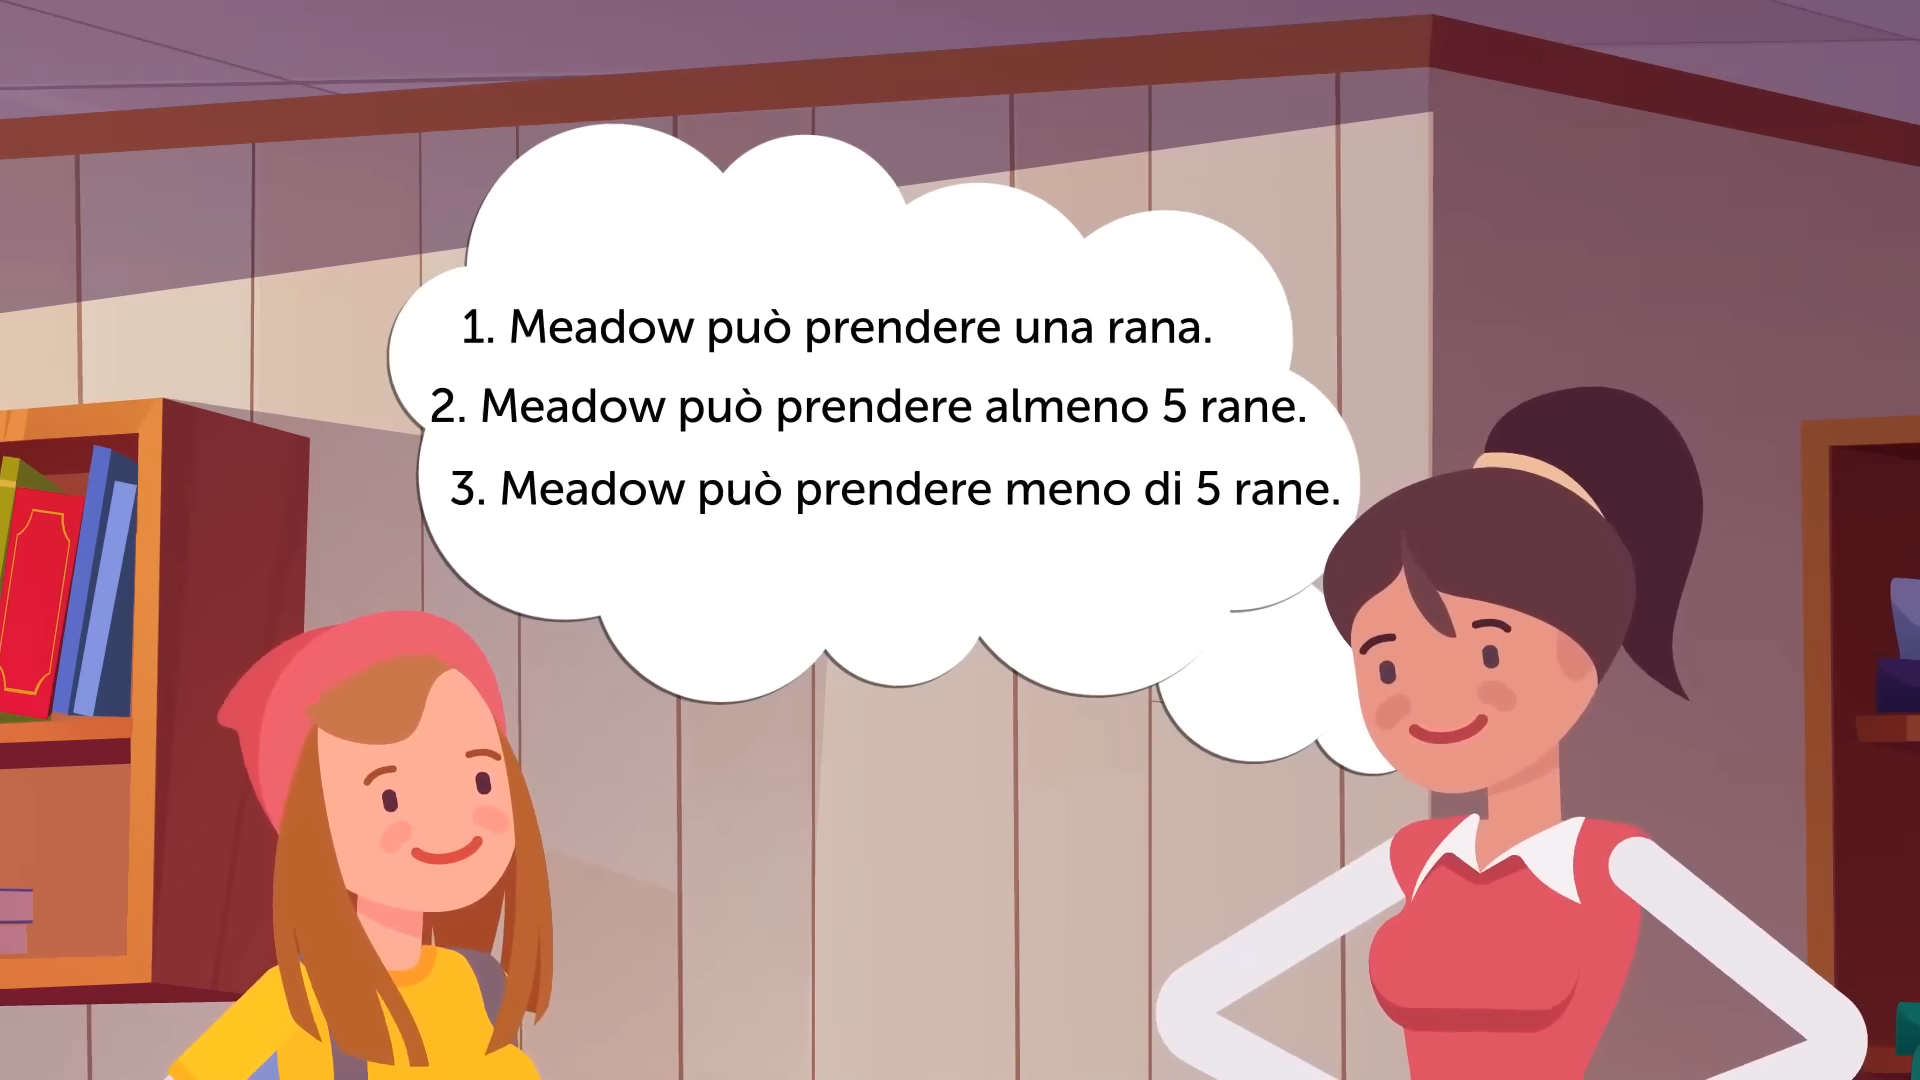 1. Meadow può prendere una rana.
2. Meadow può prendere almeno 5 rane.
3. Meadow può prendere meno di 5 rane.